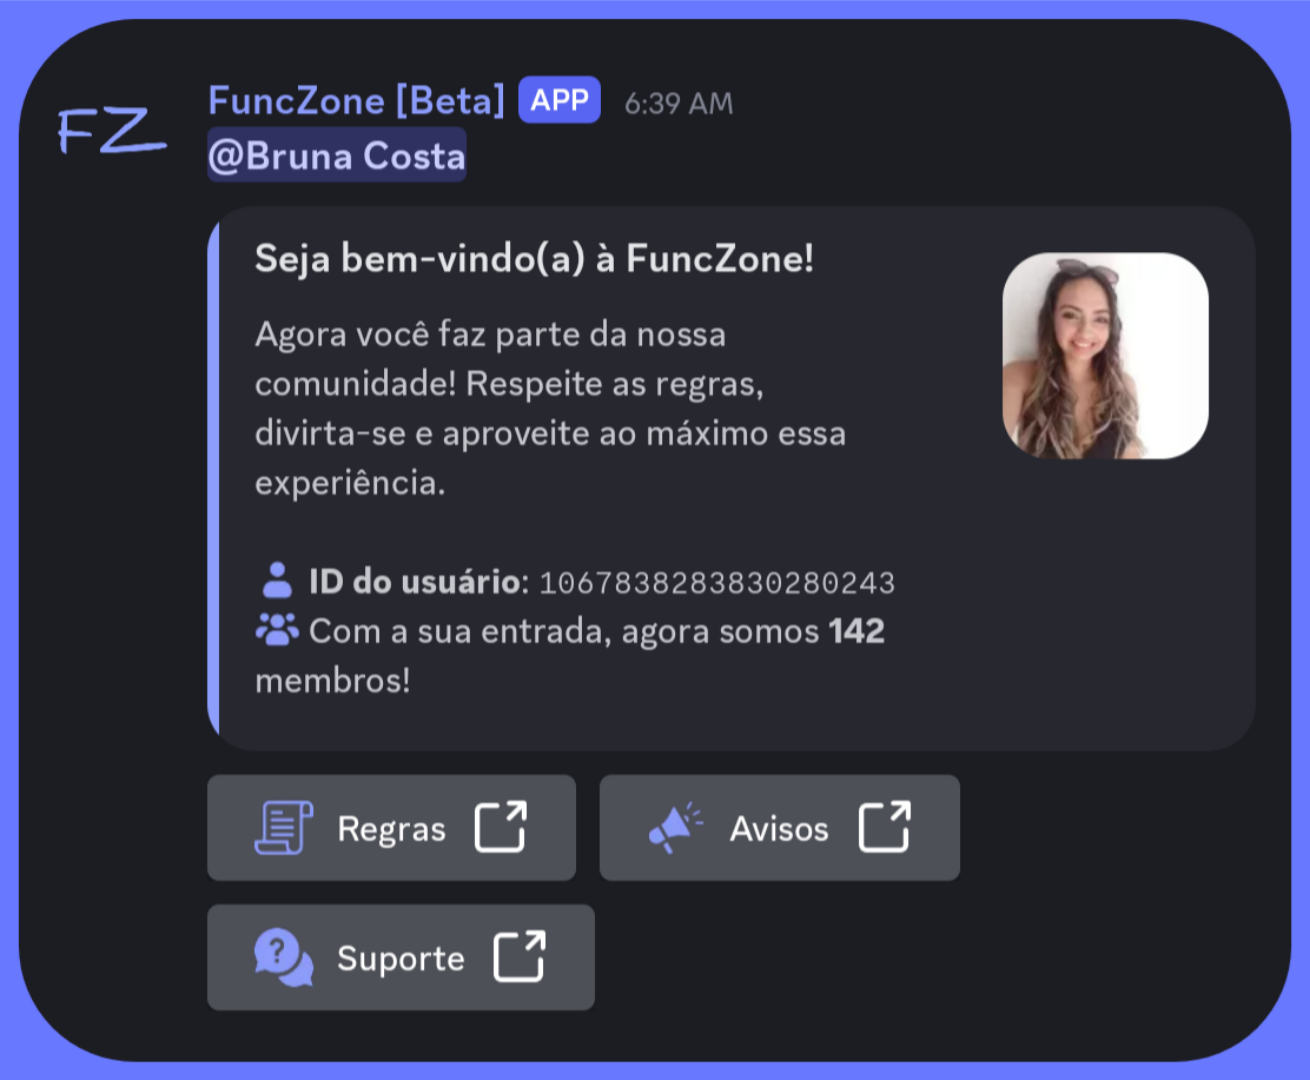 FZ
FuncZone [Beta] APP 6:39 AM
@Bruna Costa
Seja bem-vindo(a) à FuncZone!
Agora você faz parte da nossa
comunidade! Respeite as regras,
divirta-se e aproveite ao máximo essa
experiência.
ID do usuário: 1067838283830280243
Com a sua entrada, agora somos 142
membros!
Regras
Avisos
? Suporte